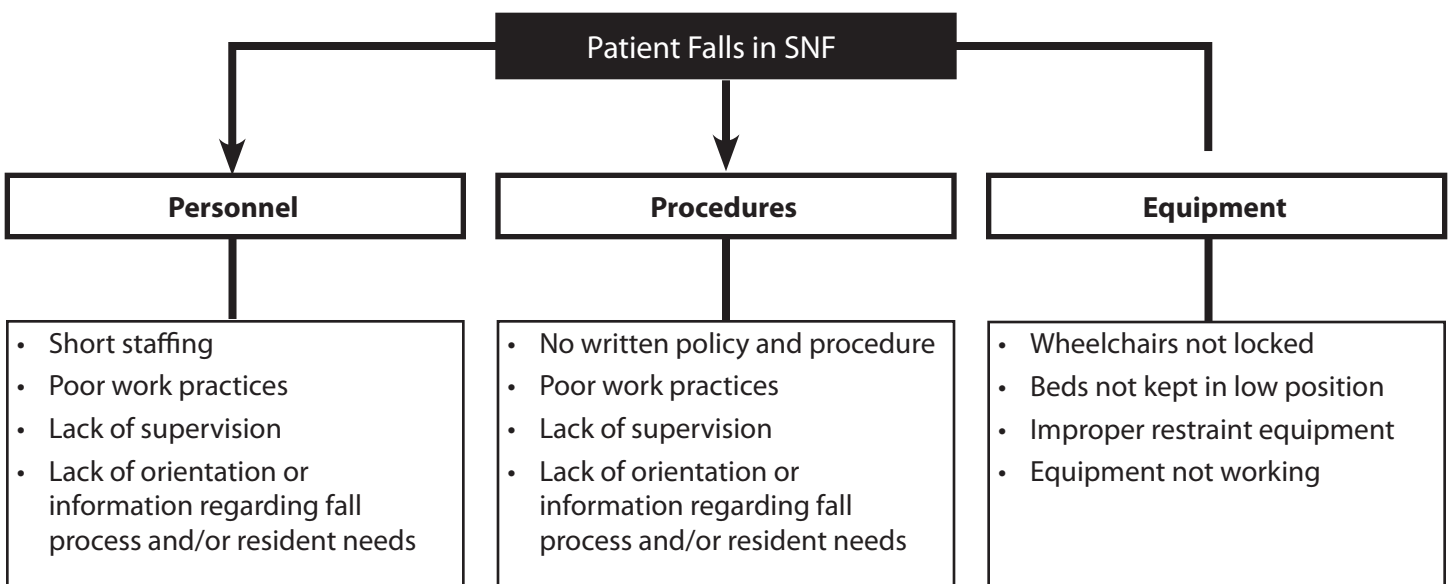 Patient Falls in SNF
Personnel
Procedures
Equipment
• Short staffing
• Poor work practices
• Lack of supervision
• Lack of orientation or
information regarding fall
process and/or resident needs
• No written policy and procedure
• Poor work practices
• Lack of supervision
• Lack of orientation or
information regarding fall
process and/or resident needs
• Wheelchairs not locked
• Beds not kept in low position
• Improper restraint equipment
• Equipment not working